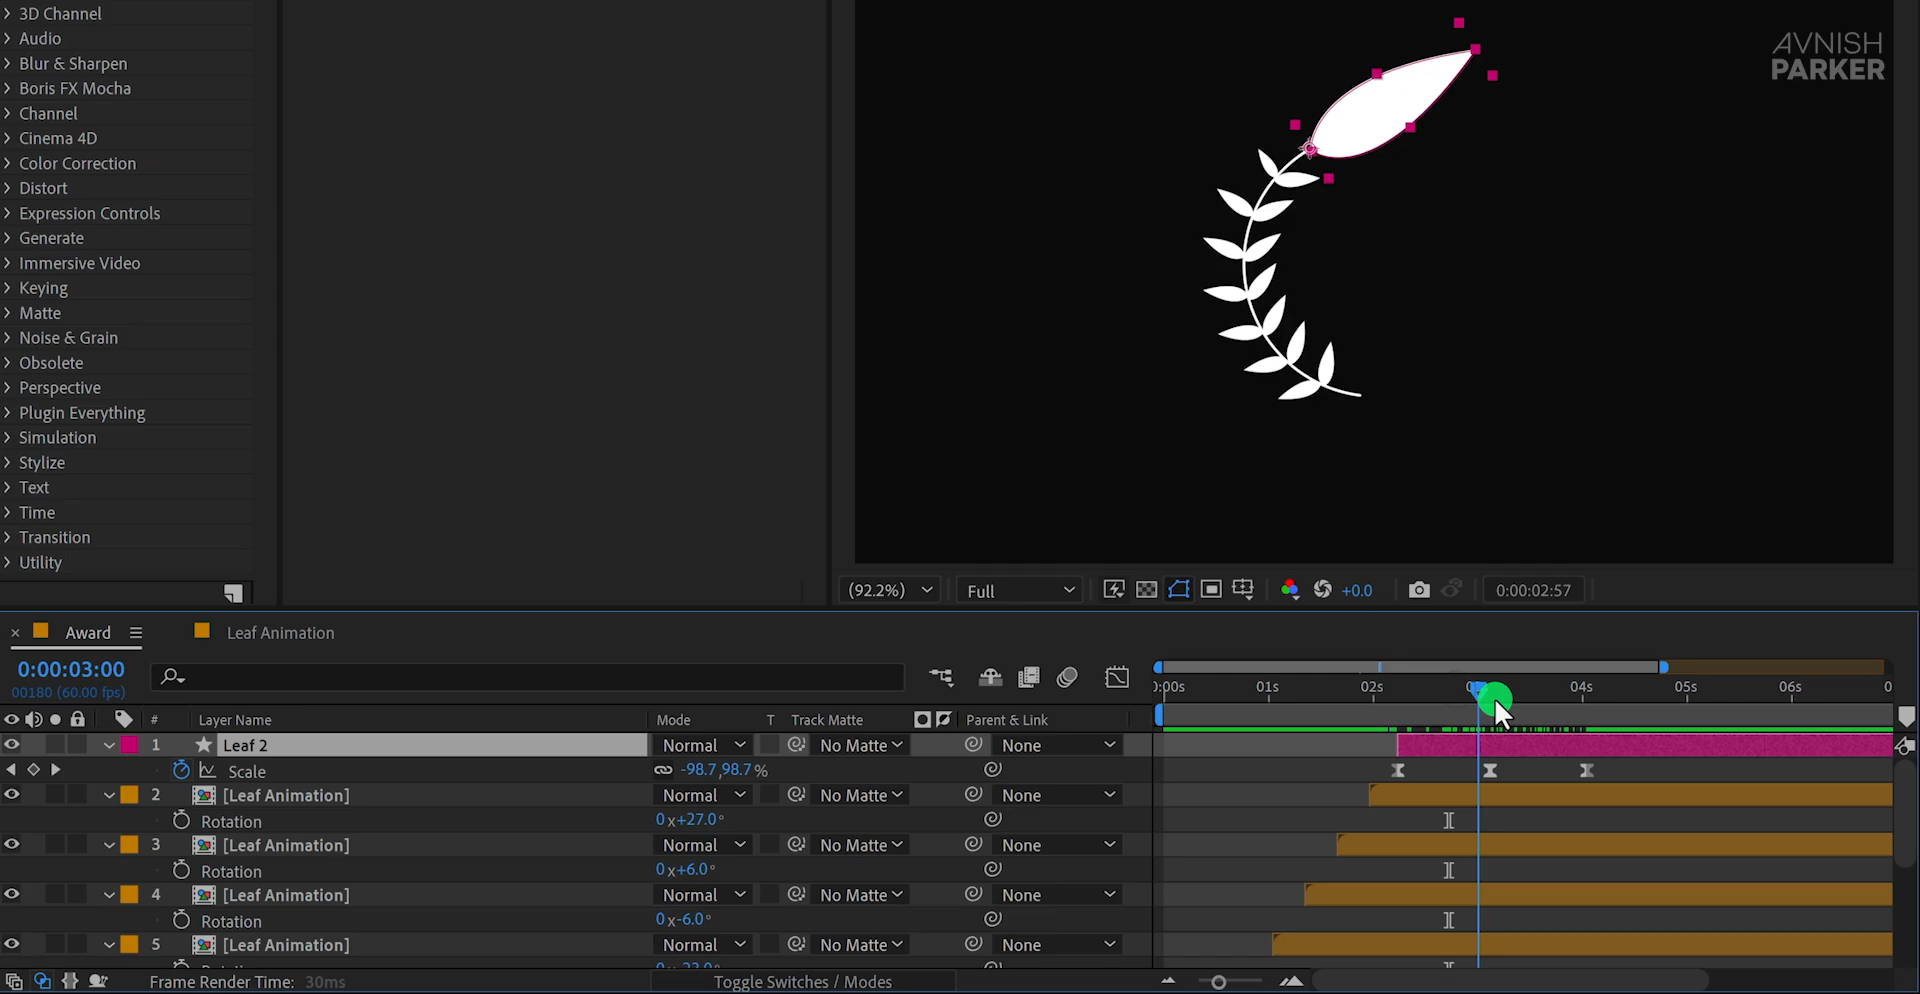 3D Channel
Audio
Blur & Sharpen
Boris FX Mocha
Channel
Cinema 4D
Color Correction
Distort
Expression Controls
Generate
Immersive Video
Keying
Matte
Noise & Grain
Obsolete
Perspective
Plugin Everything
Simulation
Stylize
Text
Time
Transition
Utility
AVNISH
PARKER
(92.2%) Full +0.0 0:00:02:57
Award Leaf Animation
0:00:03:00
00180 (60.00 fps)
:00s 01s 02s 04s 05s 06s 0
# Layer Name Mode T Track Matte Parent & Link
1 Leaf 2 Normal No Matte None
Scale -98.7,98.7%
2 [Leaf Animation] Normal No Matte None
Rotation 0x+27.0°
3 [Leaf Animation] Normal No Matte None
Rotation 0x+6.0°
4 [Leaf Animation] Normal No Matte None
Rotation 0x-6.0°
5 [Leaf Animation] Normal No Matte None
Frame Render Time: 30ms Toggle Switches / Modes